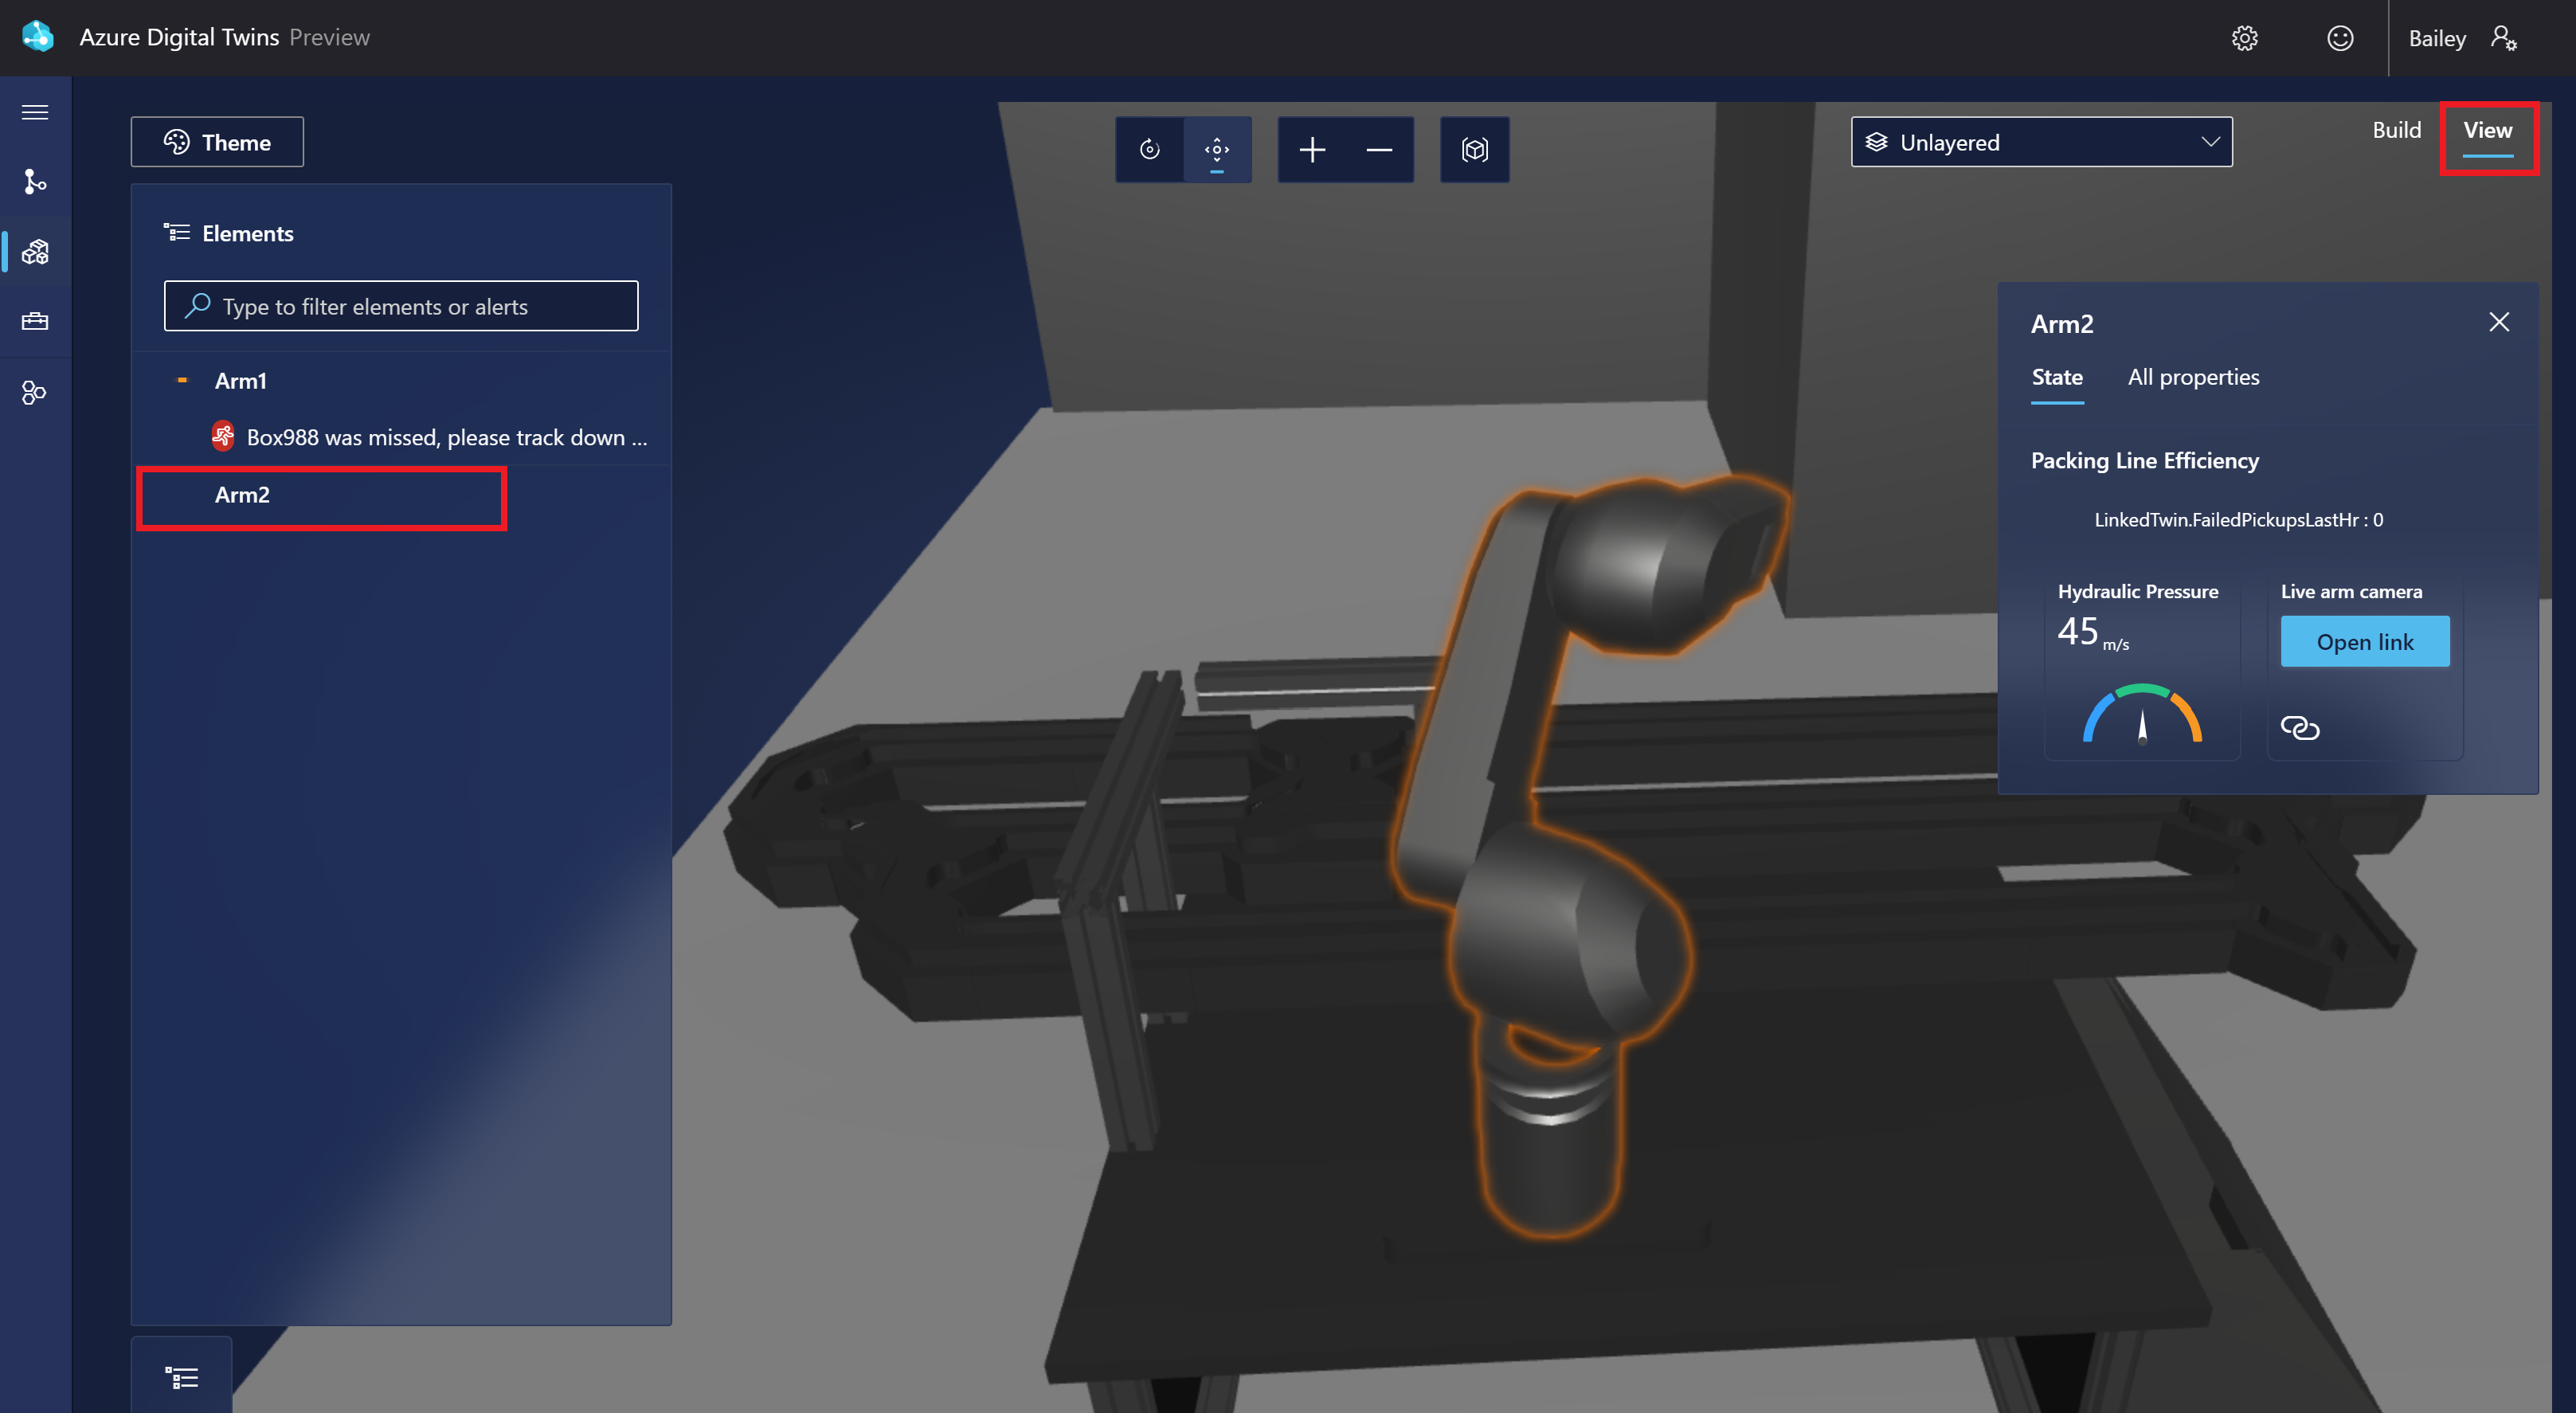 Azure Digital Twins Preview
Bailey
Theme
Unlayered
Build
View
Elements
Type to filter elements or alerts
Arm1
Box988 was missed, please track down ...
Arm2
Arm2
State
All properties
Packing Line Efficiency
LinkedTwin.FailedPickupsLastHr : 0
Hydraulic Pressure
45 m/s
Live arm camera
Open link